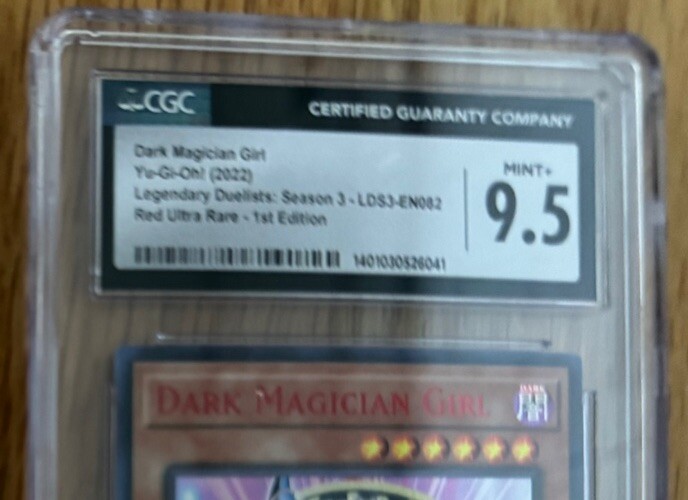 CGC
CERTIFIED GUARANTY COMPANY
Dark Magician Girl
Yu-Gi-Oh! (2022)
Legendary Duelists: Season 3 - LDS3-EN082
Red Ultra Rare - 1st Edition
MINT+
9.5
1401030526041
DARK MAGICIAN GIRL
DARK
闇